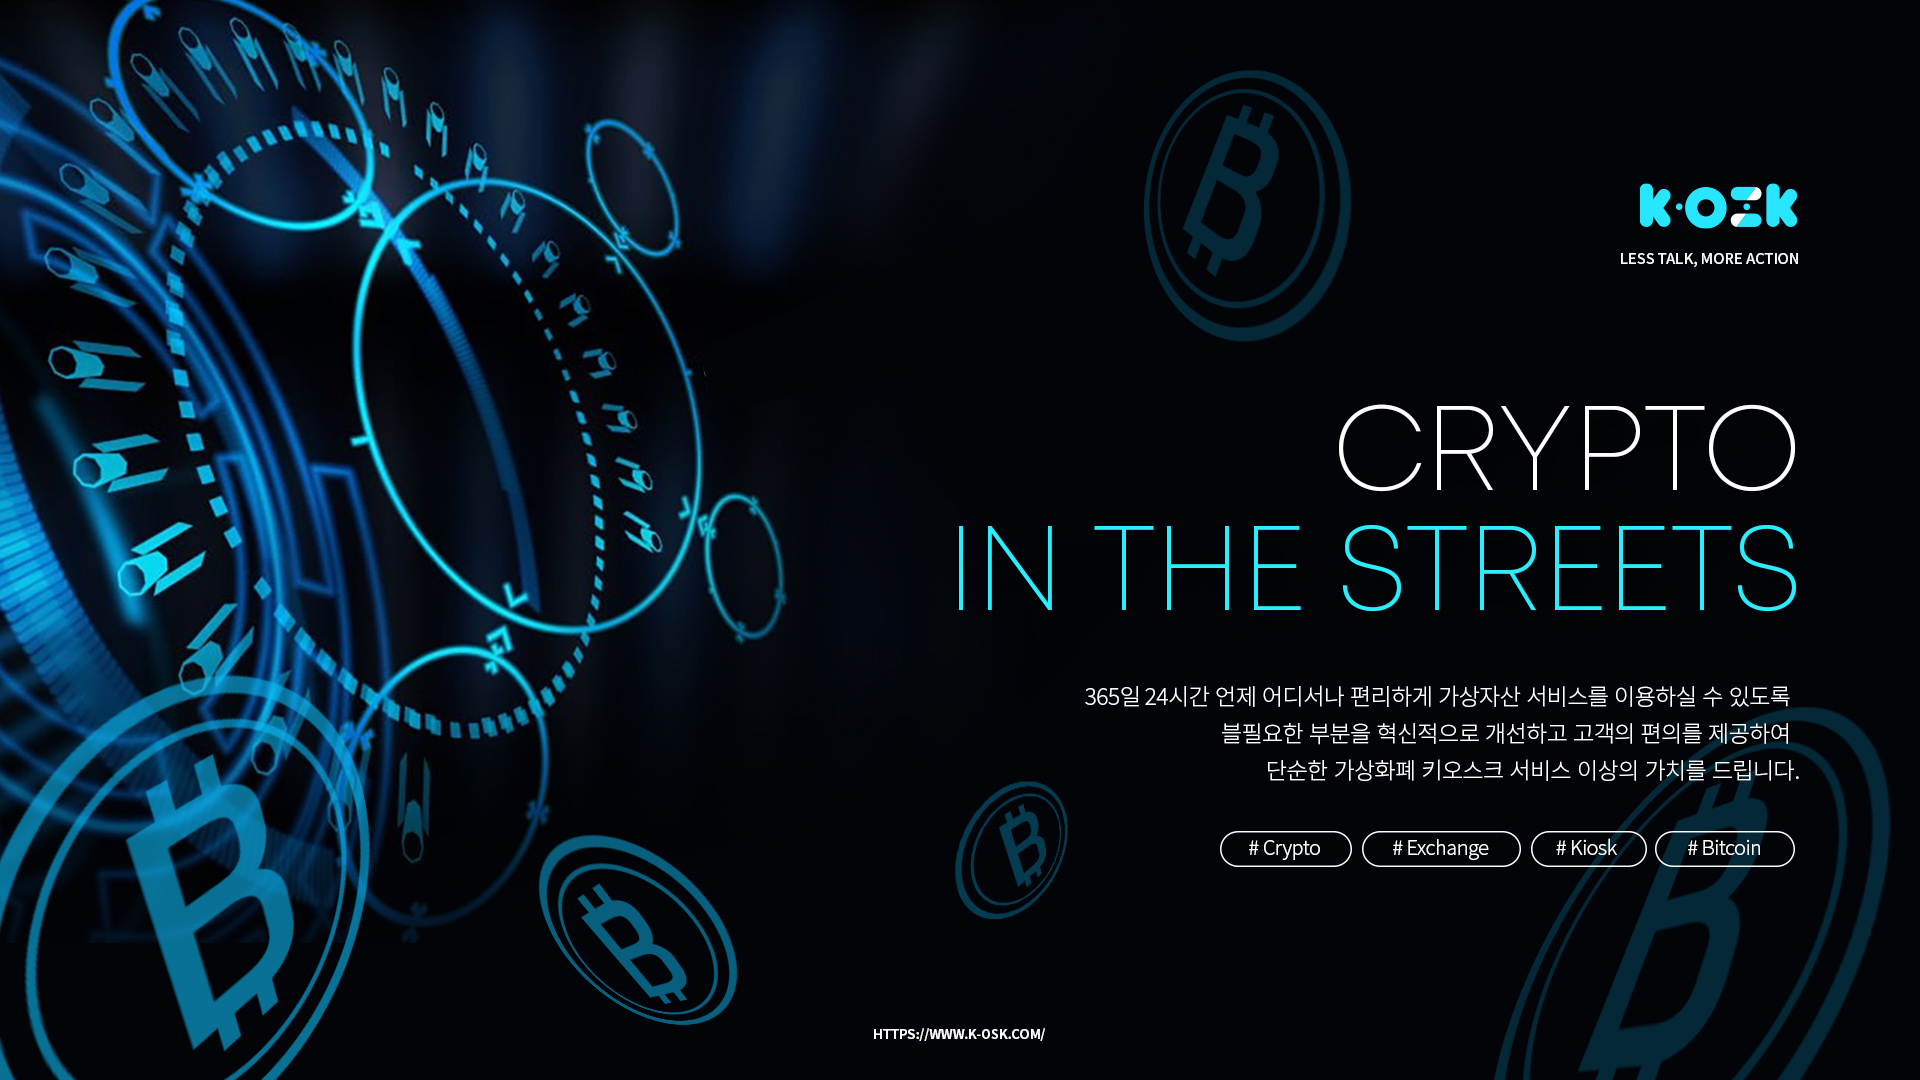 K·OSK
LESS TALK, MORE ACTION
CRYPTO
IN THE STREETS
365일 24시간 언제 어디서나 편리하게 가상자산 서비스를 이용하실 수 있도록
불필요한 부분을 혁신적으로 개선하고 고객의 편의를 제공하여
단순한 가상화폐 키오스크 서비스 이상의 가치를 드립니다.
# Crypto # Exchange # Kiosk # Bitcoin
HTTPS://WWW.K-OSK.COM/